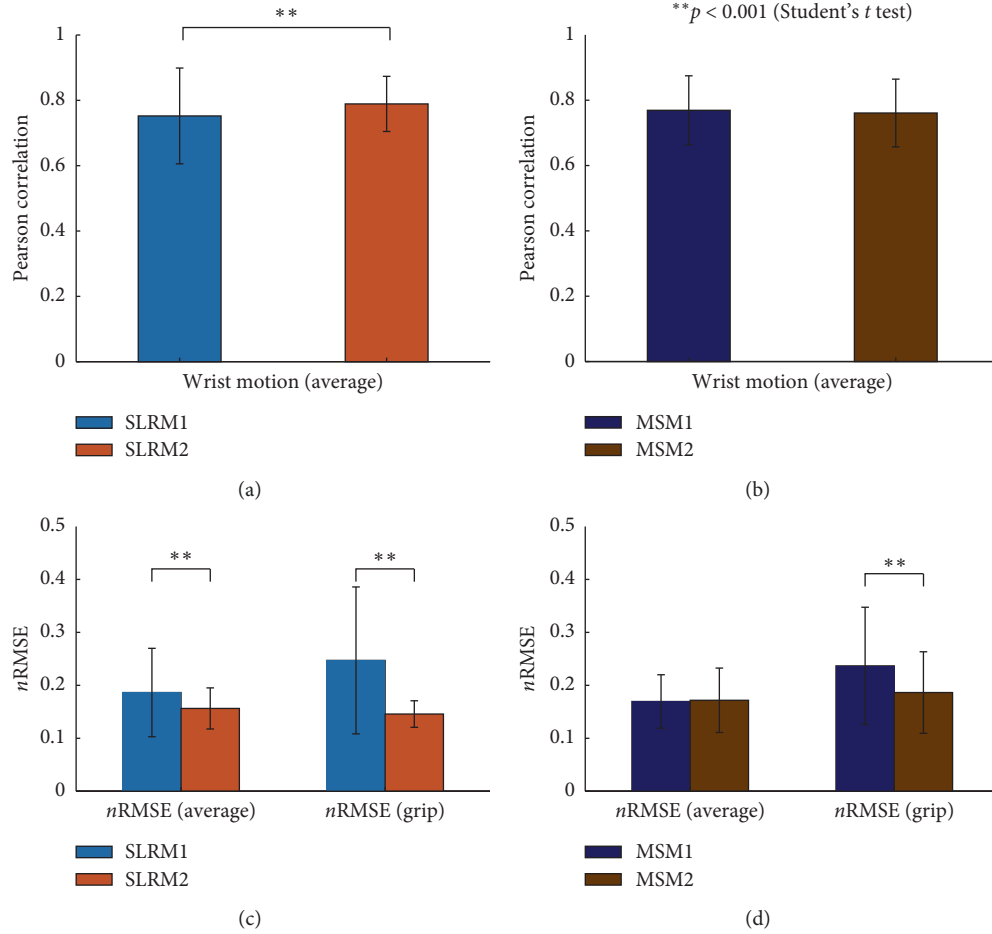 **
1
0.8
0.6
0.4
0.2
0
Pearson correlation
Wrist motion (average)
SLRM1
SLRM2
(a)
**p < 0.001 (Student's t test)
1
0.8
0.6
0.4
0.2
0
Pearson correlation
Wrist motion (average)
MSM1
MSM2
(b)
0.5
0.4
0.3
0.2
0.1
0
nRMSE
** **
nRMSE (average) nRMSE (grip)
SLRM1
SLRM2
(c)
0.5
0.4
0.3
0.2
0.1
0
nRMSE
**
nRMSE (average) nRMSE (grip)
MSM1
MSM2
(d)